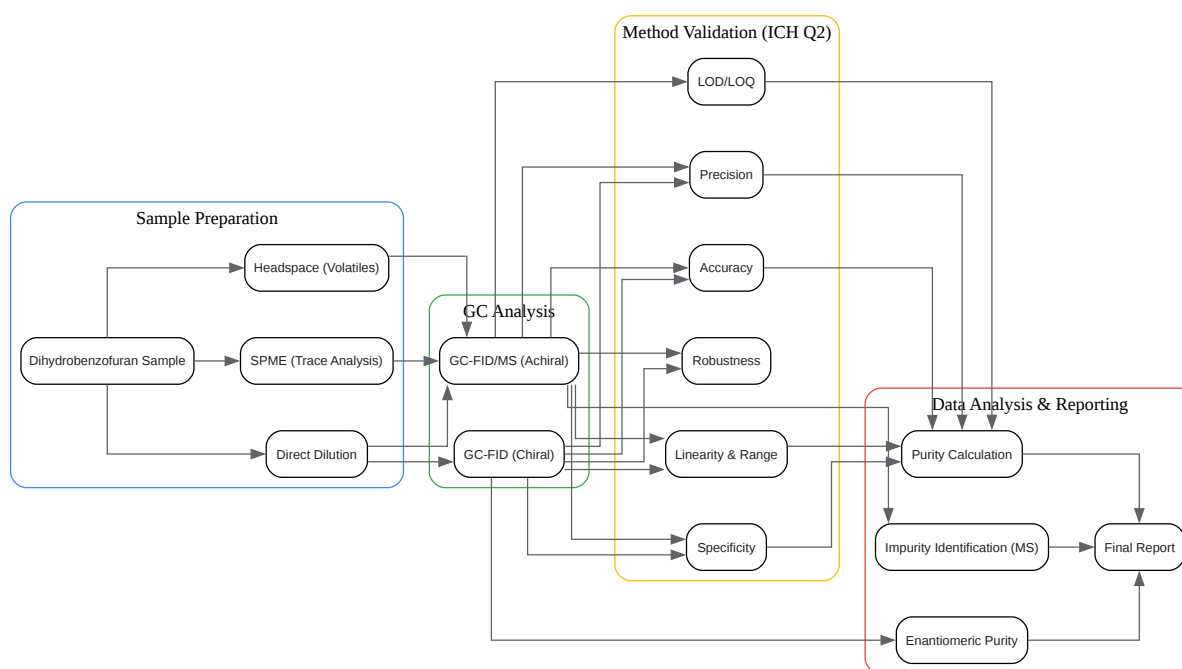 Sample Preparation
Dihydrobenzofuran Sample
Headspace (Volatiles)
SPME (Trace Analysis)
Direct Dilution
GC Analysis
GC-FID/MS (Achiral)
GC-FID (Chiral)
Method Validation (ICH Q2)
LOD/LOQ
Precision
Accuracy
Robustness
Linearity & Range
Specificity
Data Analysis & Reporting
Purity Calculation
Impurity Identification (MS)
Enantiomeric Purity
Final Report